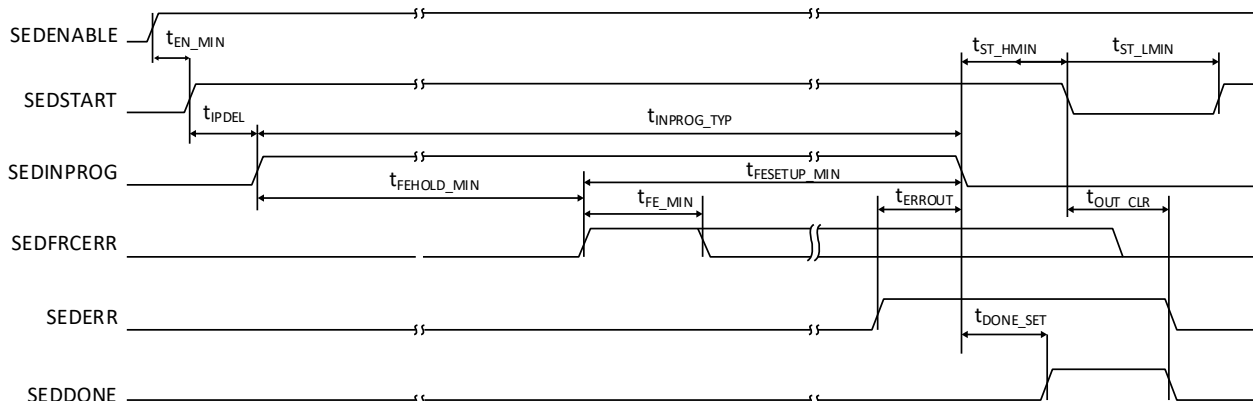 SEDENABLE
tEN_MIN
tST_HMIN
tST_LMIN
SEDSTART
tIPDEL
tINPROG_TYP
SEDINPROG
tFEHOLD_MIN
tFESETUP_MIN
tFE_MIN
tERROUT
tOUT_CLR
SEDFRCERR
SEDERR
tDONE_SET
SEDDONE